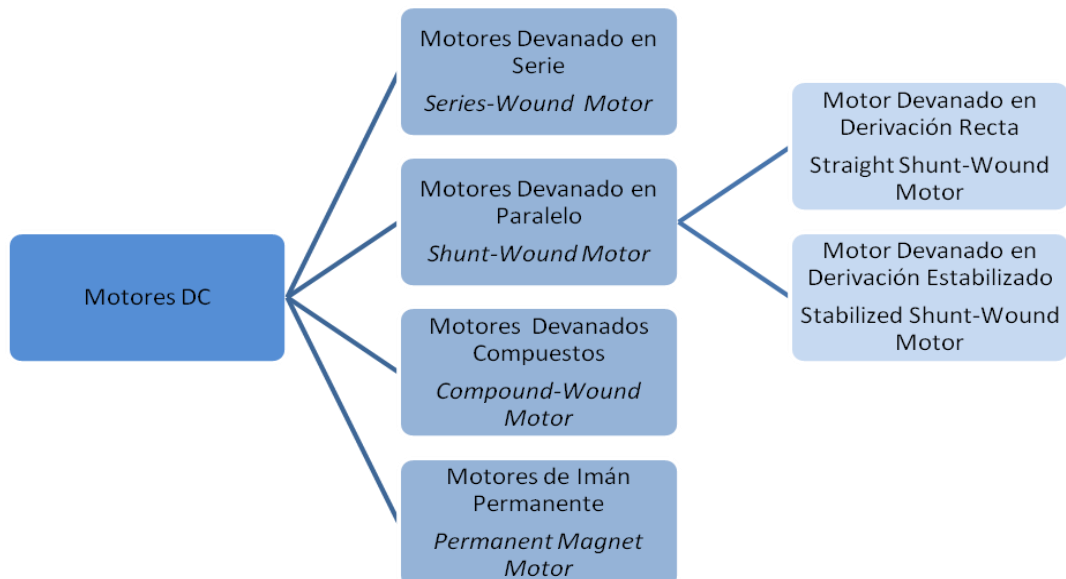 Motores DC
Motores Devanado en
Serie
Series-Wound Motor
Motores Devanado en
Paralelo
Shunt-Wound Motor
Motores Devanados
Compuestos
Compound-Wound
Motor
Motores de Imán
Permanente
Permanent Magnet
Motor
Motor Devanado en
Derivación Recta
Straight Shunt-Wound
Motor
Motor Devanado en
Derivación Estabilizado
Stabilized Shunt-Wound
Motor